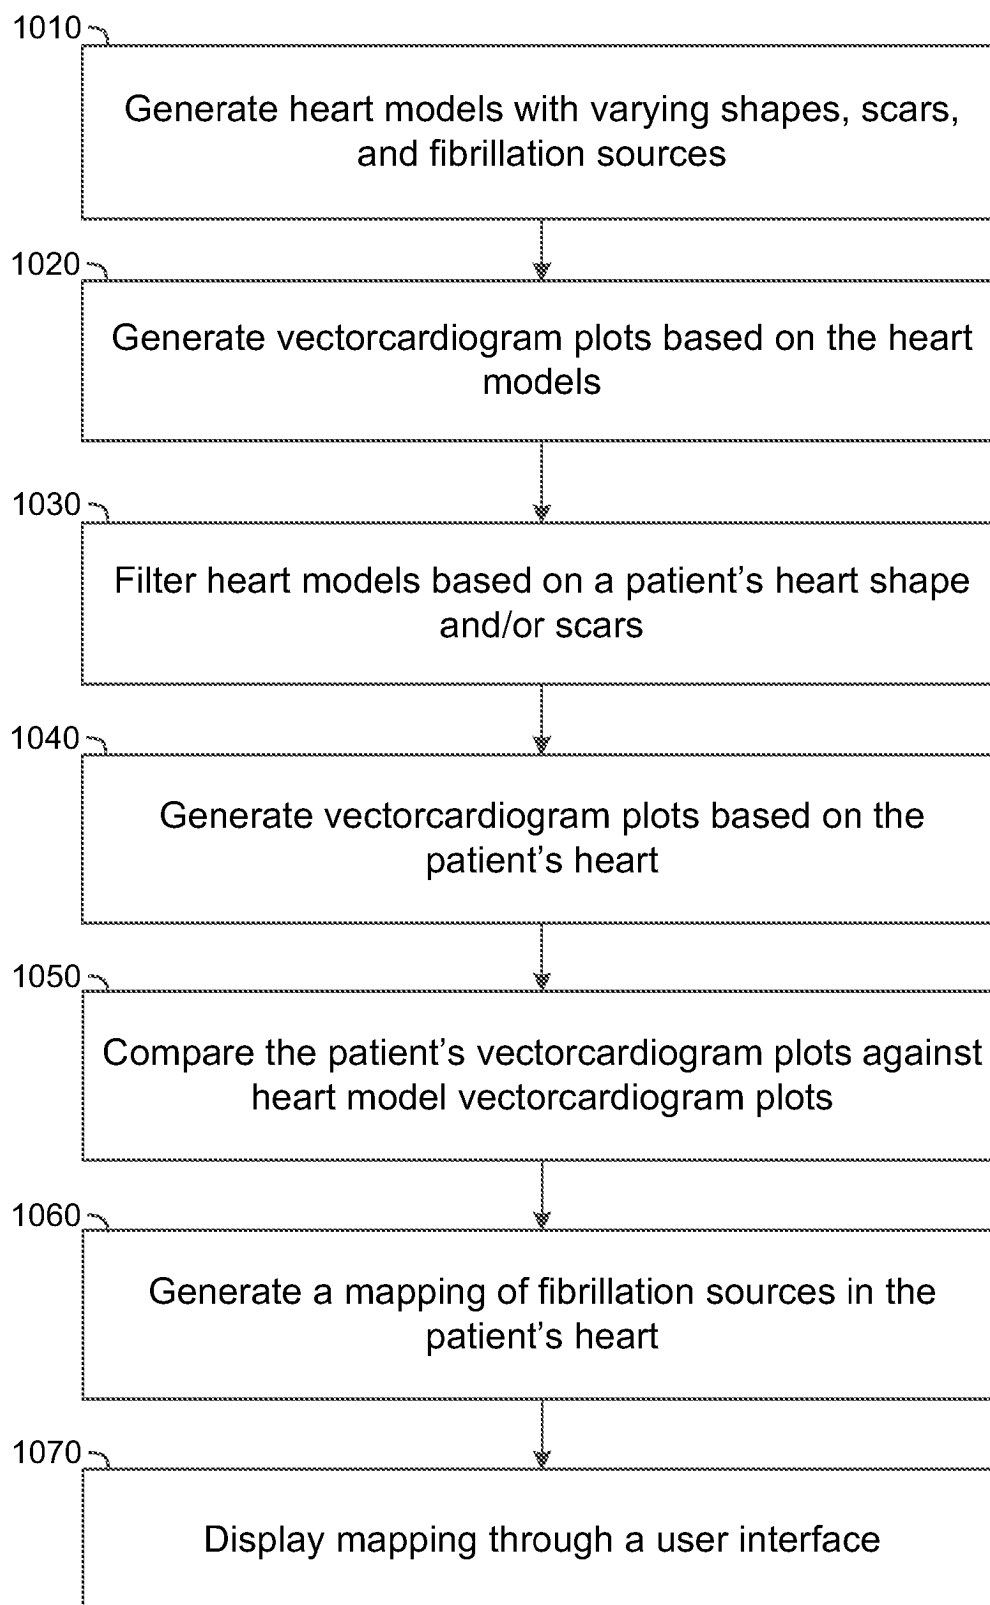 1010
Generate heart models with varying shapes, scars,
and fibrillation sources
1020
Generate vectorcardiogram plots based on the heart
models
1030
Filter heart models based on a patient’s heart shape
and/or scars
1040
Generate vectorcardiogram plots based on the
patient’s heart
1050
Compare the patient’s vectorcardiogram plots against
heart model vectorcardiogram plots
1060
Generate a mapping of fibrillation sources in the
patient’s heart
1070
Display mapping through a user interface